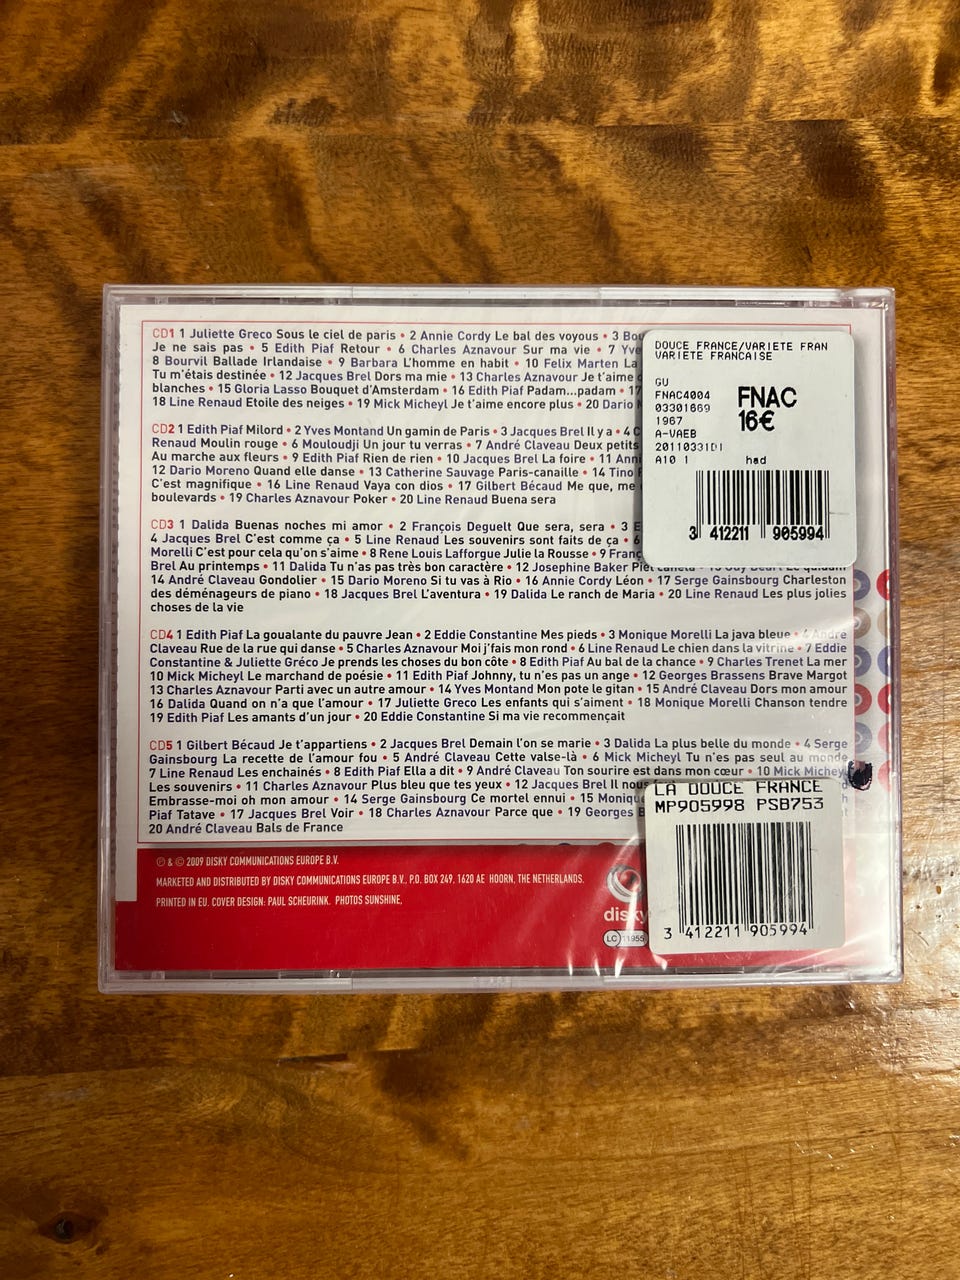 CD1 1 Juliette Greco Sous le ciel de paris • 2 Annie Cordy Le bal des voyous • 3
Je ne sais pas • 5 Edith Piaf Retour • 6 Charles Aznavour Sur ma vie • 7
8 Bourvil Ballade Irlandaise • 9 Barbara L'homme en habit • 10 Felix Marten La
Tu m'étais destinée • 12 Jacques Brel Dors ma mie • 13 Charles Aznavour Je t'aime
blanches • 15 Gloria Lasso Bouquet d'Amsterdam • 16 Edith Piaf Padam...padam • 17
18 Line Renaud Etoile des neiges • 19 Mick Micheyl Je t'aime encore plus • 20 Dario
CD2 1 Edith Piaf Milord • 2 Yves Montand Un gamin de Paris • 3 Jacques Brel Il y a • 4
Renaud Moulin rouge • 6 Mouloudji Un jour tu verras • 7 André Claveau Deux petits
Au marche aux fleurs • 9 Edith Piaf Rien de rien • 10 Jacques Brel La foire • 11
12 Dario Moreno Quand elle danse • 13 Catherine Sauvage Paris-canaille • 14 Tino
C'est magnifique • 16 Line Renaud Vaya con dios • 17 Gilbert Bécaud Me que, me
boulevards • 19 Charles Aznavour Poker • 20 Line Renaud Buena sera
CD3 1 Dalida Buenas noches mi amor • 2 François Deguelt Que sera, sera • 3
4 Jacques Brel C'est comme ça • 5 Line Renaud Les souvenirs sont faits de ça • 6
Morelli C'est pour cela qu'on s'aime • 8 Rene Louis Lafforgue Julie la Rousse • 9
Brel Au printemps • 11 Dalida Tu n'as pas très bon caractère • 12 Josephine Baker
14 André Claveau Gondolier • 15 Dario Moreno Si tu vas à Rio • 16 Annie Cordy Léon • 17 Serge Gainsbourg Charleston
des déménageurs de piano • 18 Jacques Brel L'aventura • 19 Dalida Le ranch de Maria • 20 Line Renaud Les plus jolies
choses de la vie
CD4 1 Edith Piaf La goualante du pauvre Jean • 2 Eddie Constantine Mes pieds • 3 Monique Morelli La java bleue • 4 André
Claveau Rue de la rue qui danse • 5 Charles Aznavour Moi j'fais mon rond • 6 Line Renaud Le chien dans la vitrine • 7 Eddie
Constantine & Juliette Gréco Je prends les choses du bon côte • 8 Edith Piaf Au bal de la chance • 9 Charles Trenet La mer
10 Mick Micheyl Le marchand de poésie • 11 Edith Piaf Johnny, tu n'es pas un ange • 12 Georges Brassens Brave Margot
13 Charles Aznavour Parti avec un autre amour • 14 Yves Montand Mon pote le gitan • 15 André Claveau Dors mon amour
16 Dalida Quand on n'a que l'amour • 17 Juliette Greco Les enfants qui s'aiment • 18 Monique Morelli Chanson tendre
19 Edith Piaf Les amants d'un jour • 20 Eddie Constantine Si ma vie recommençait
CD5 1 Gilbert Bécaud Je t'appartiens • 2 Jacques Brel Demain l'on se marie • 3 Dalida La plus belle du monde • 4 Serge
Gainsbourg La recette de l'amour fou • 5 André Claveau Cette valse-là • 6 Mick Micheyl Tu n'es pas seul au monde
7 Line Renaud Les enchainés • 8 Edith Piaf Ella a dit • 9 André Claveau Ton sourire est dans mon cœur • 10 Mick Micheyl
Les souvenirs • 11 Charles Aznavour Plus bleu que tes yeux • 12 Jacques Brel Il nous
Embrasse-moi oh mon amour • 14 Serge Gainsbourg Ce mortel ennui • 15
Piaf Tatave • 17 Jacques Brel Voir • 18 Charles Aznavour Parce que • 19 Georges
20 André Claveau Bals de France
℗ & © 2009 DISKY COMMUNICATIONS EUROPE B.V.
MARKETED AND DISTRIBUTED BY DISKY COMMUNICATIONS EUROPE B.V., P.O. BOX 249, 1620 AE HOORN, THE NETHERLANDS.
PRINTED IN EU. COVER DESIGN: PAUL SCHEURINK. PHOTOS SUNSHINE,
disky
LC 11955
DOUCE FRANCE/VARIETE FRAN
VARIETE FRANCAISE
GU
FNAC4004
03301669
1967
A-VAEB
20110331DI
A10 1 had
FNAC
16€
3 412211 905994
LA DOUCE FRANCE
MP905998 PSB753
3 412211 905994